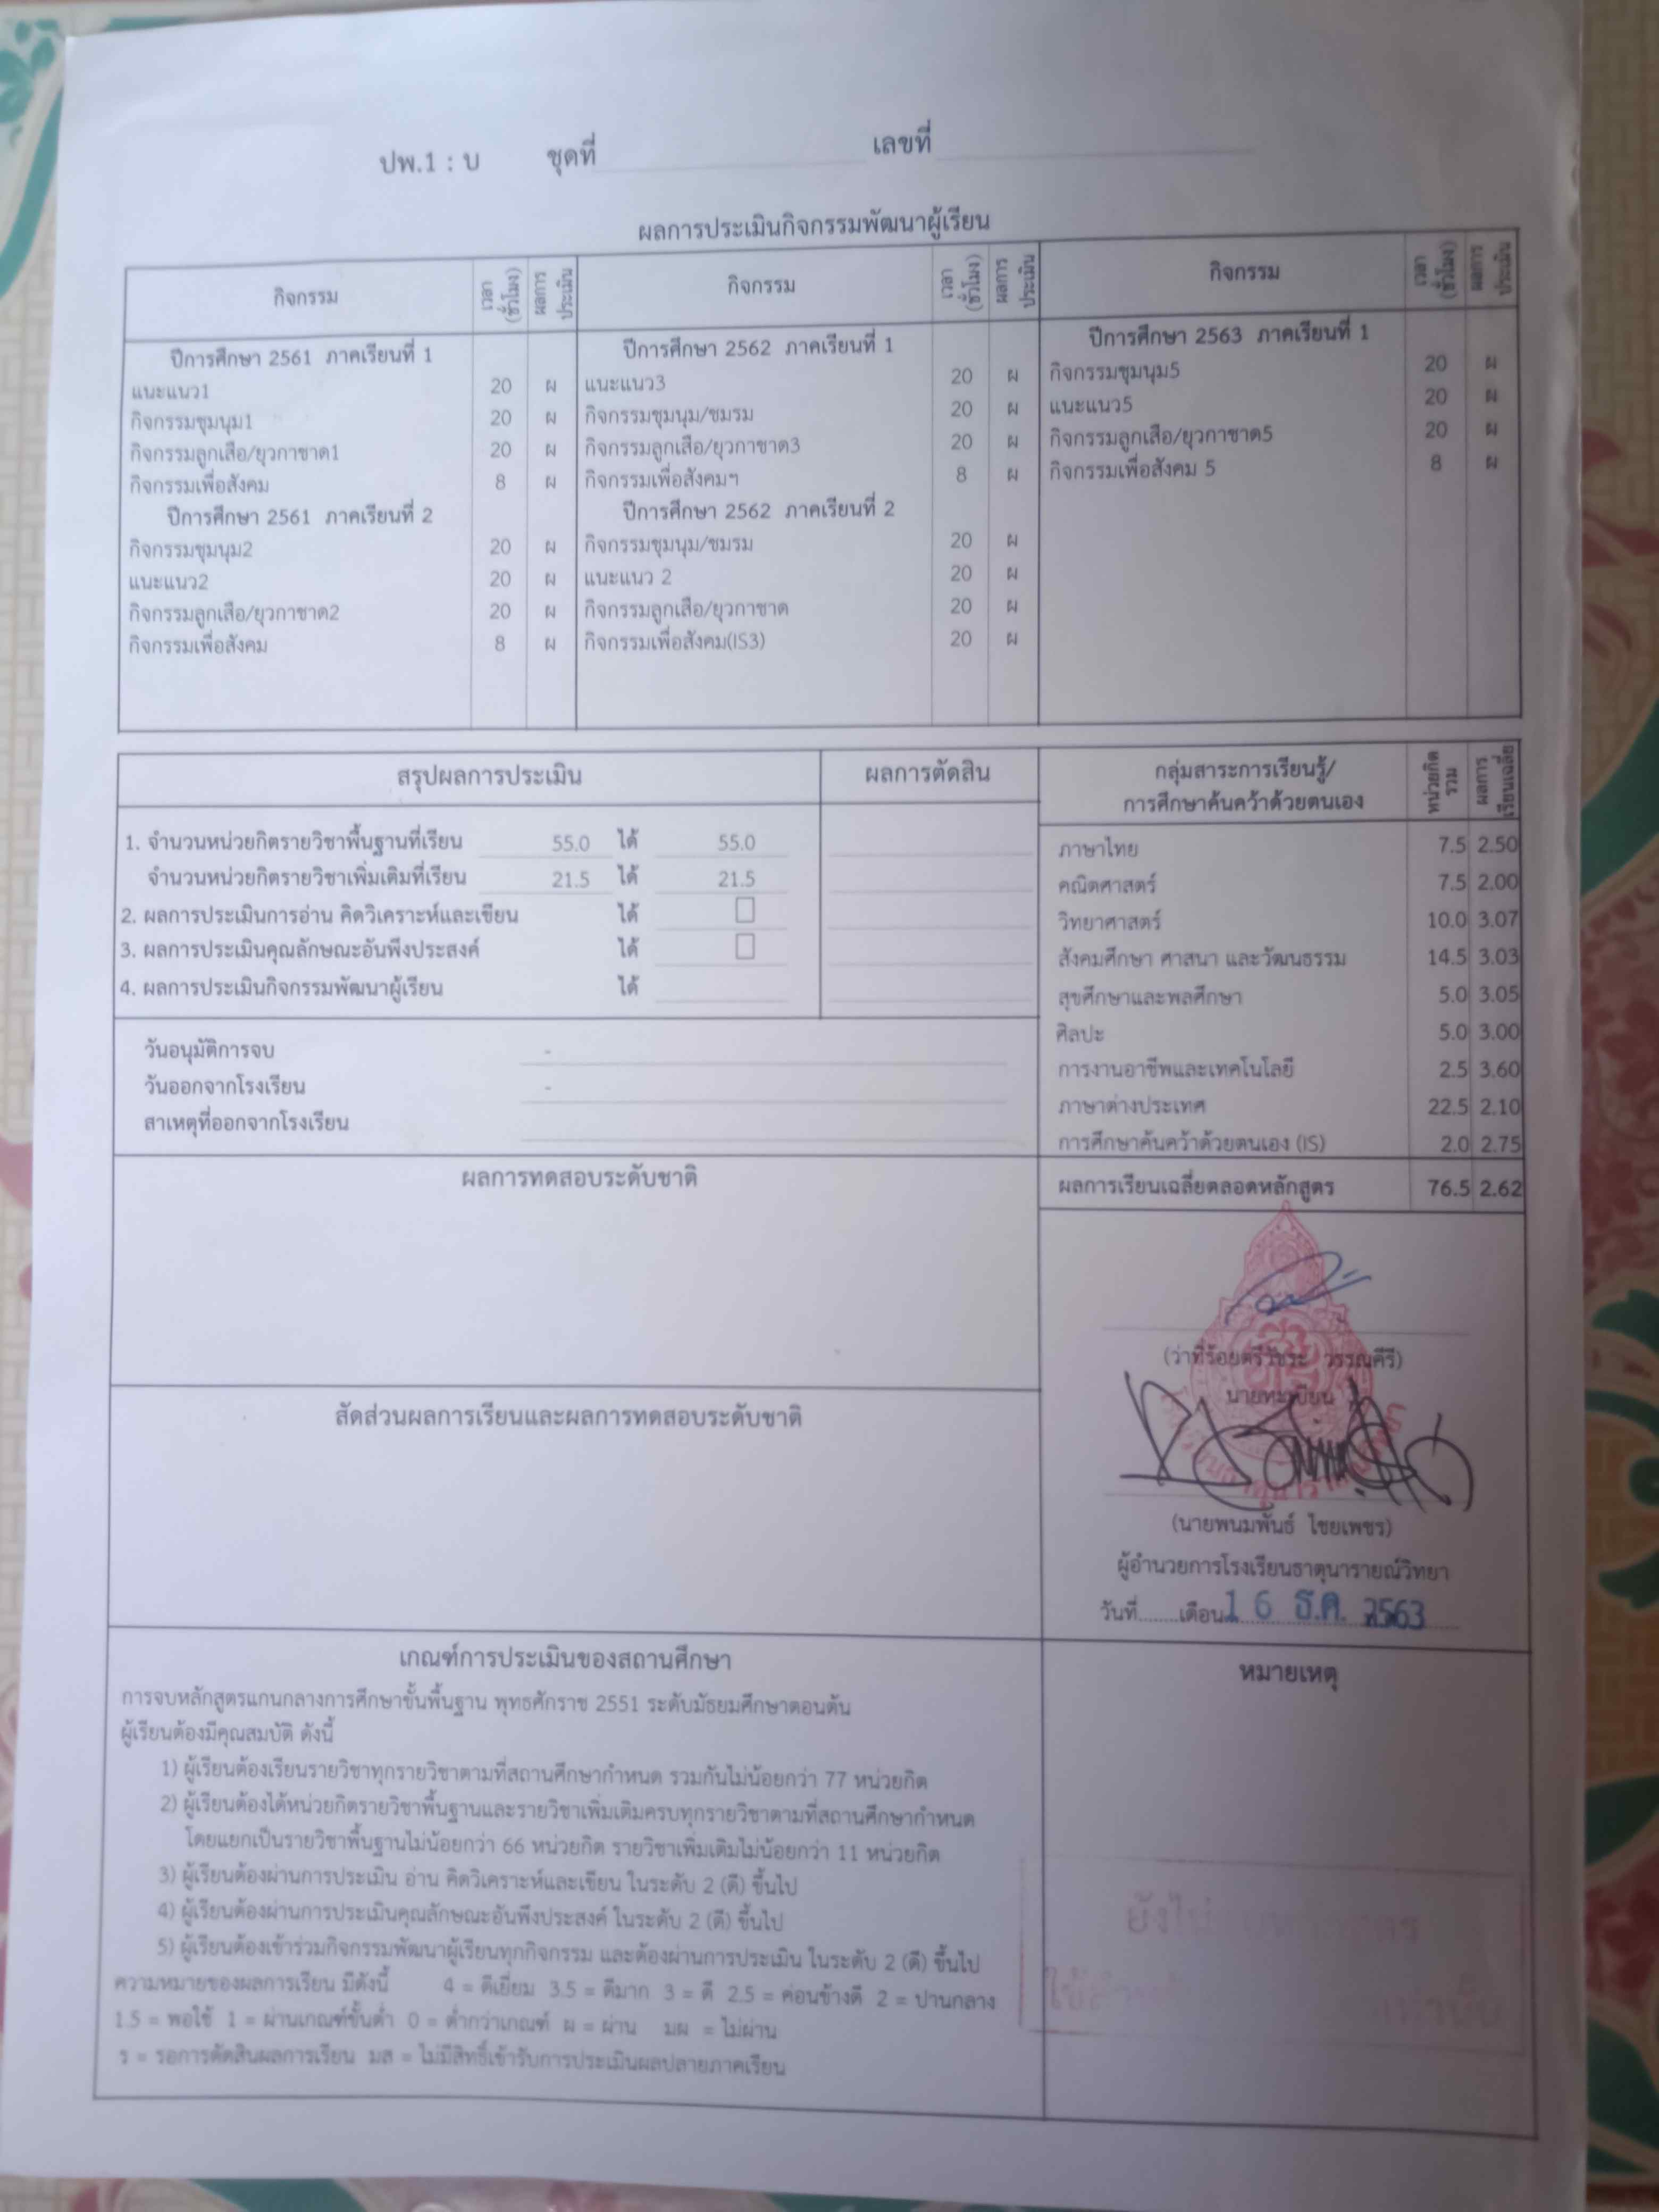 ปพ.1 : บ ชุดที่ เลขที่
ผลการประเมินกิจกรรมพัฒนาผู้เรียน
กิจกรรม เวลา (ชั่วโมง) ผลการประเมิน กิจกรรม เวลา (ชั่วโมง) ผลการประเมิน กิจกรรม เวลา (ชั่วโมง) ผลการประเมิน
ปีการศึกษา 2561 ภาคเรียนที่ 1
แนะแนว1 20 ผ
กิจกรรมชุมนุม1 20 ผ
กิจกรรมลูกเสือ/ยุวกาชาด1 20 ผ
กิจกรรมเพื่อสังคม 8 ผ
ปีการศึกษา 2561 ภาคเรียนที่ 2
กิจกรรมชุมนุม2 20 ผ
แนะแนว2 20 ผ
กิจกรรมลูกเสือ/ยุวกาชาด2 20 ผ
กิจกรรมเพื่อสังคม 8 ผ
ปีการศึกษา 2562 ภาคเรียนที่ 1
แนะแนว3 20 ผ
กิจกรรมชุมนุม/ชมรม 20 ผ
กิจกรรมลูกเสือ/ยุวกาชาด3 20 ผ
กิจกรรมเพื่อสังคมฯ 8 ผ
ปีการศึกษา 2562 ภาคเรียนที่ 2
กิจกรรมชุมนุม/ชมรม 20 ผ
แนะแนว 2 20 ผ
กิจกรรมลูกเสือ/ยุวกาชาด 20 ผ
กิจกรรมเพื่อสังคม(IS3) 20 ผ
ปีการศึกษา 2563 ภาคเรียนที่ 1
กิจกรรมชุมนุม5 20 ผ
แนะแนว5 20 ผ
กิจกรรมลูกเสือ/ยุวกาชาด5 20 ผ
กิจกรรมเพื่อสังคม 5 8 ผ
สรุปผลการประเมิน ผลการตัดสิน
1. จำนวนหน่วยกิตรายวิชาพื้นฐานที่เรียน 55.0 ได้ 55.0
จำนวนหน่วยกิตรายวิชาเพิ่มเติมที่เรียน 21.5 ได้ 21.5
2. ผลการประเมินการอ่าน คิดวิเคราะห์และเขียน ได้
3. ผลการประเมินคุณลักษณะอันพึงประสงค์ ได้
4. ผลการประเมินกิจกรรมพัฒนาผู้เรียน ได้
วันอนุมัติการจบ -
วันออกจากโรงเรียน -
สาเหตุที่ออกจากโรงเรียน
กลุ่มสาระการเรียนรู้/ หน่วยกิตรวม ผลการเรียนเฉลี่ย
การศึกษาค้นคว้าด้วยตนเอง
ภาษาไทย 7.5 2.50
คณิตศาสตร์ 7.5 2.00
วิทยาศาสตร์ 10.0 3.07
สังคมศึกษา ศาสนา และวัฒนธรรม 14.5 3.03
สุขศึกษาและพลศึกษา 5.0 3.05
ศิลปะ 5.0 3.00
การงานอาชีพและเทคโนโลยี 2.5 3.60
ภาษาต่างประเทศ 22.5 2.10
การศึกษาค้นคว้าด้วยตนเอง (IS) 2.0 2.75
ผลการเรียนเฉลี่ยตลอดหลักสูตร 76.5 2.62
ผลการทดสอบระดับชาติ
สัดส่วนผลการเรียนและผลการทดสอบระดับชาติ
(ว่าที่ร้อยตรีวัชระ วรรณคีรี)
นายทะเบียน
(นายพนมพันธ์ ไชยเพชร)
ผู้อำนวยการโรงเรียนธาตุนารายณ์วิทยา
วันที่........เดือน 16 ธ.ค. 2563
เกณฑ์การประเมินของสถานศึกษา
การจบหลักสูตรแกนกลางการศึกษาขั้นพื้นฐาน พุทธศักราช 2551 ระดับมัธยมศึกษาตอนต้น
ผู้เรียนต้องมีคุณสมบัติ ดังนี้
1) ผู้เรียนต้องเรียนรายวิชาทุกรายวิชาตามที่สถานศึกษากำหนด รวมกันไม่น้อยกว่า 77 หน่วยกิต
2) ผู้เรียนต้องได้หน่วยกิตรายวิชาพื้นฐานและรายวิชาเพิ่มเติมครบทุกรายวิชาตามที่สถานศึกษากำหนด
โดยแยกเป็นรายวิชาพื้นฐานไม่น้อยกว่า 66 หน่วยกิต รายวิชาเพิ่มเติมไม่น้อยกว่า 11 หน่วยกิต
3) ผู้เรียนต้องผ่านการประเมิน อ่าน คิดวิเคราะห์และเขียน ในระดับ 2 (ดี) ขึ้นไป
4) ผู้เรียนต้องผ่านการประเมินคุณลักษณะอันพึงประสงค์ ในระดับ 2 (ดี) ขึ้นไป
5) ผู้เรียนต้องเข้าร่วมกิจกรรมพัฒนาผู้เรียนทุกกิจกรรม และต้องผ่านการประเมิน ในระดับ 2 (ดี) ขึ้นไป
ความหมายของผลการเรียน มีดังนี้ 4 = ดีเยี่ยม 3.5 = ดีมาก 3 = ดี 2.5 = ค่อนข้างดี 2 = ปานกลาง
1.5 = พอใช้ 1 = ผ่านเกณฑ์ขั้นต่ำ 0 = ต่ำกว่าเกณฑ์ ผ = ผ่าน มผ = ไม่ผ่าน
ร = รอการตัดสินผลการเรียน มส = ไม่มีสิทธิ์เข้ารับการประเมินผลปลายภาคเรียน
หมายเหตุ
เท่านั้น